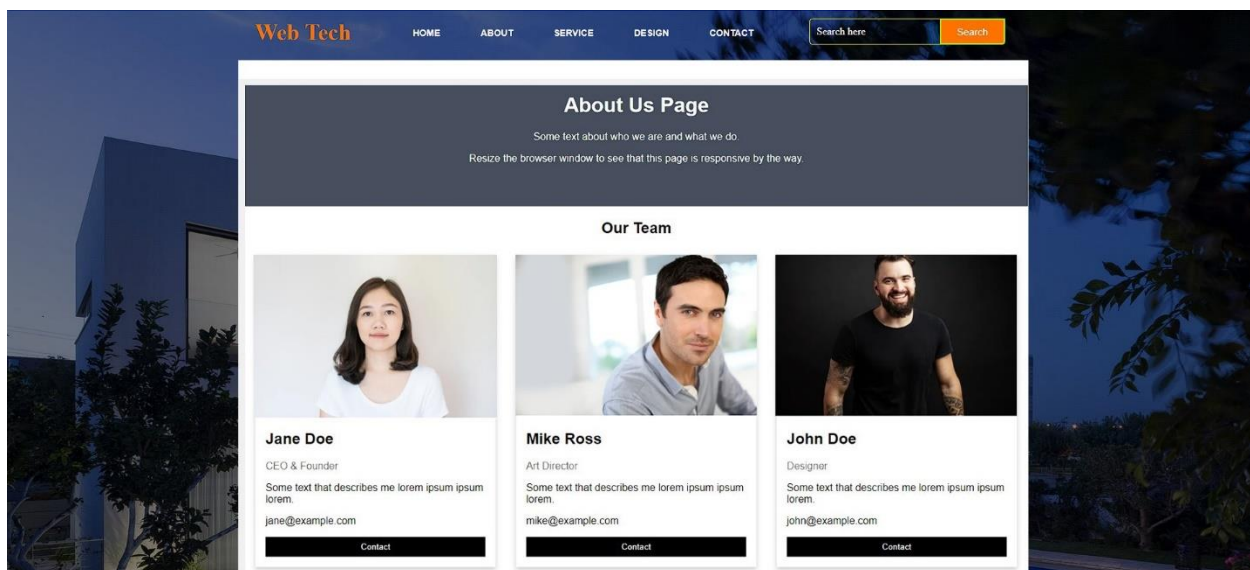 Web Tech HOME ABOUT SERVICE DESIGN CONTACT Search here Search
About Us Page
Some text about who we are and what we do.
Resize the browser window to see that this page is responsive by the way.
Our Team
Jane Doe
CEO & Founder
Some text that describes me lorem ipsum ipsum
lorem.
jane@example.com
Contact
Mike Ross
Art Director
Some text that describes me lorem ipsum ipsum
lorem.
mike@example.com
Contact
John Doe
Designer
Some text that describes me lorem ipsum ipsum
lorem.
john@example.com
Contact